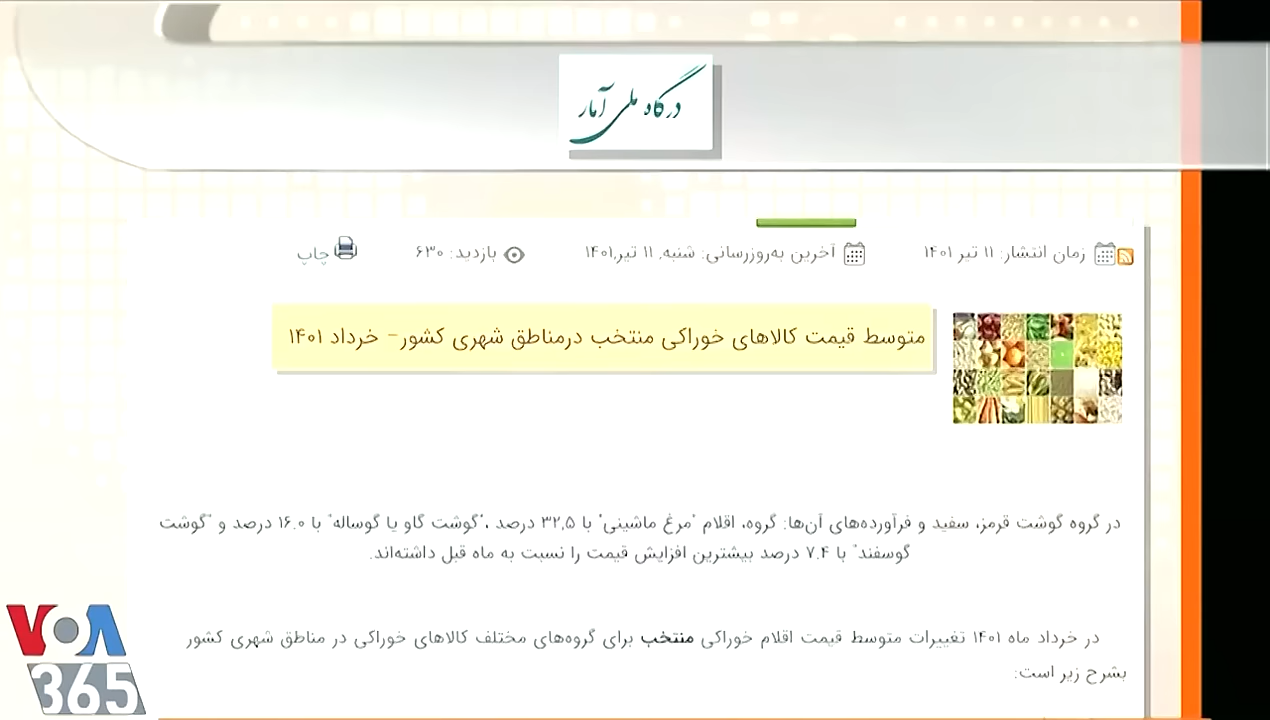 درگاه ملی آمار
زمان انتشار: ۱۱ تیر ۱۴۰۱
آخرین به‌روزرسانی: شنبه, ۱۱ تیر,۱۴۰۱
بازدید: ۶۳۰
چاپ
متوسط قیمت کالاهای خوراکی منتخب درمناطق شهری کشور- خرداد ۱۴۰۱
در گروه گوشت قرمز، سفید و فرآورده‌های آن‌ها: گروه، اقلام "مرغ ماشینی" با ۳۲,۵ درصد ،"گوشت گاو یا گوساله" با ۱۶.۰ درصد و "گوشت
گوسفند" با ۷.۴ درصد بیشترین افزایش قیمت را نسبت به ماه قبل داشته‌اند.
در خرداد ماه ۱۴۰۱ تغییرات متوسط قیمت اقلام خوراکی منتخب برای گروه‌های مختلف کالاهای خوراکی در مناطق شهری کشور
بشرح زیر است:
VOA
365